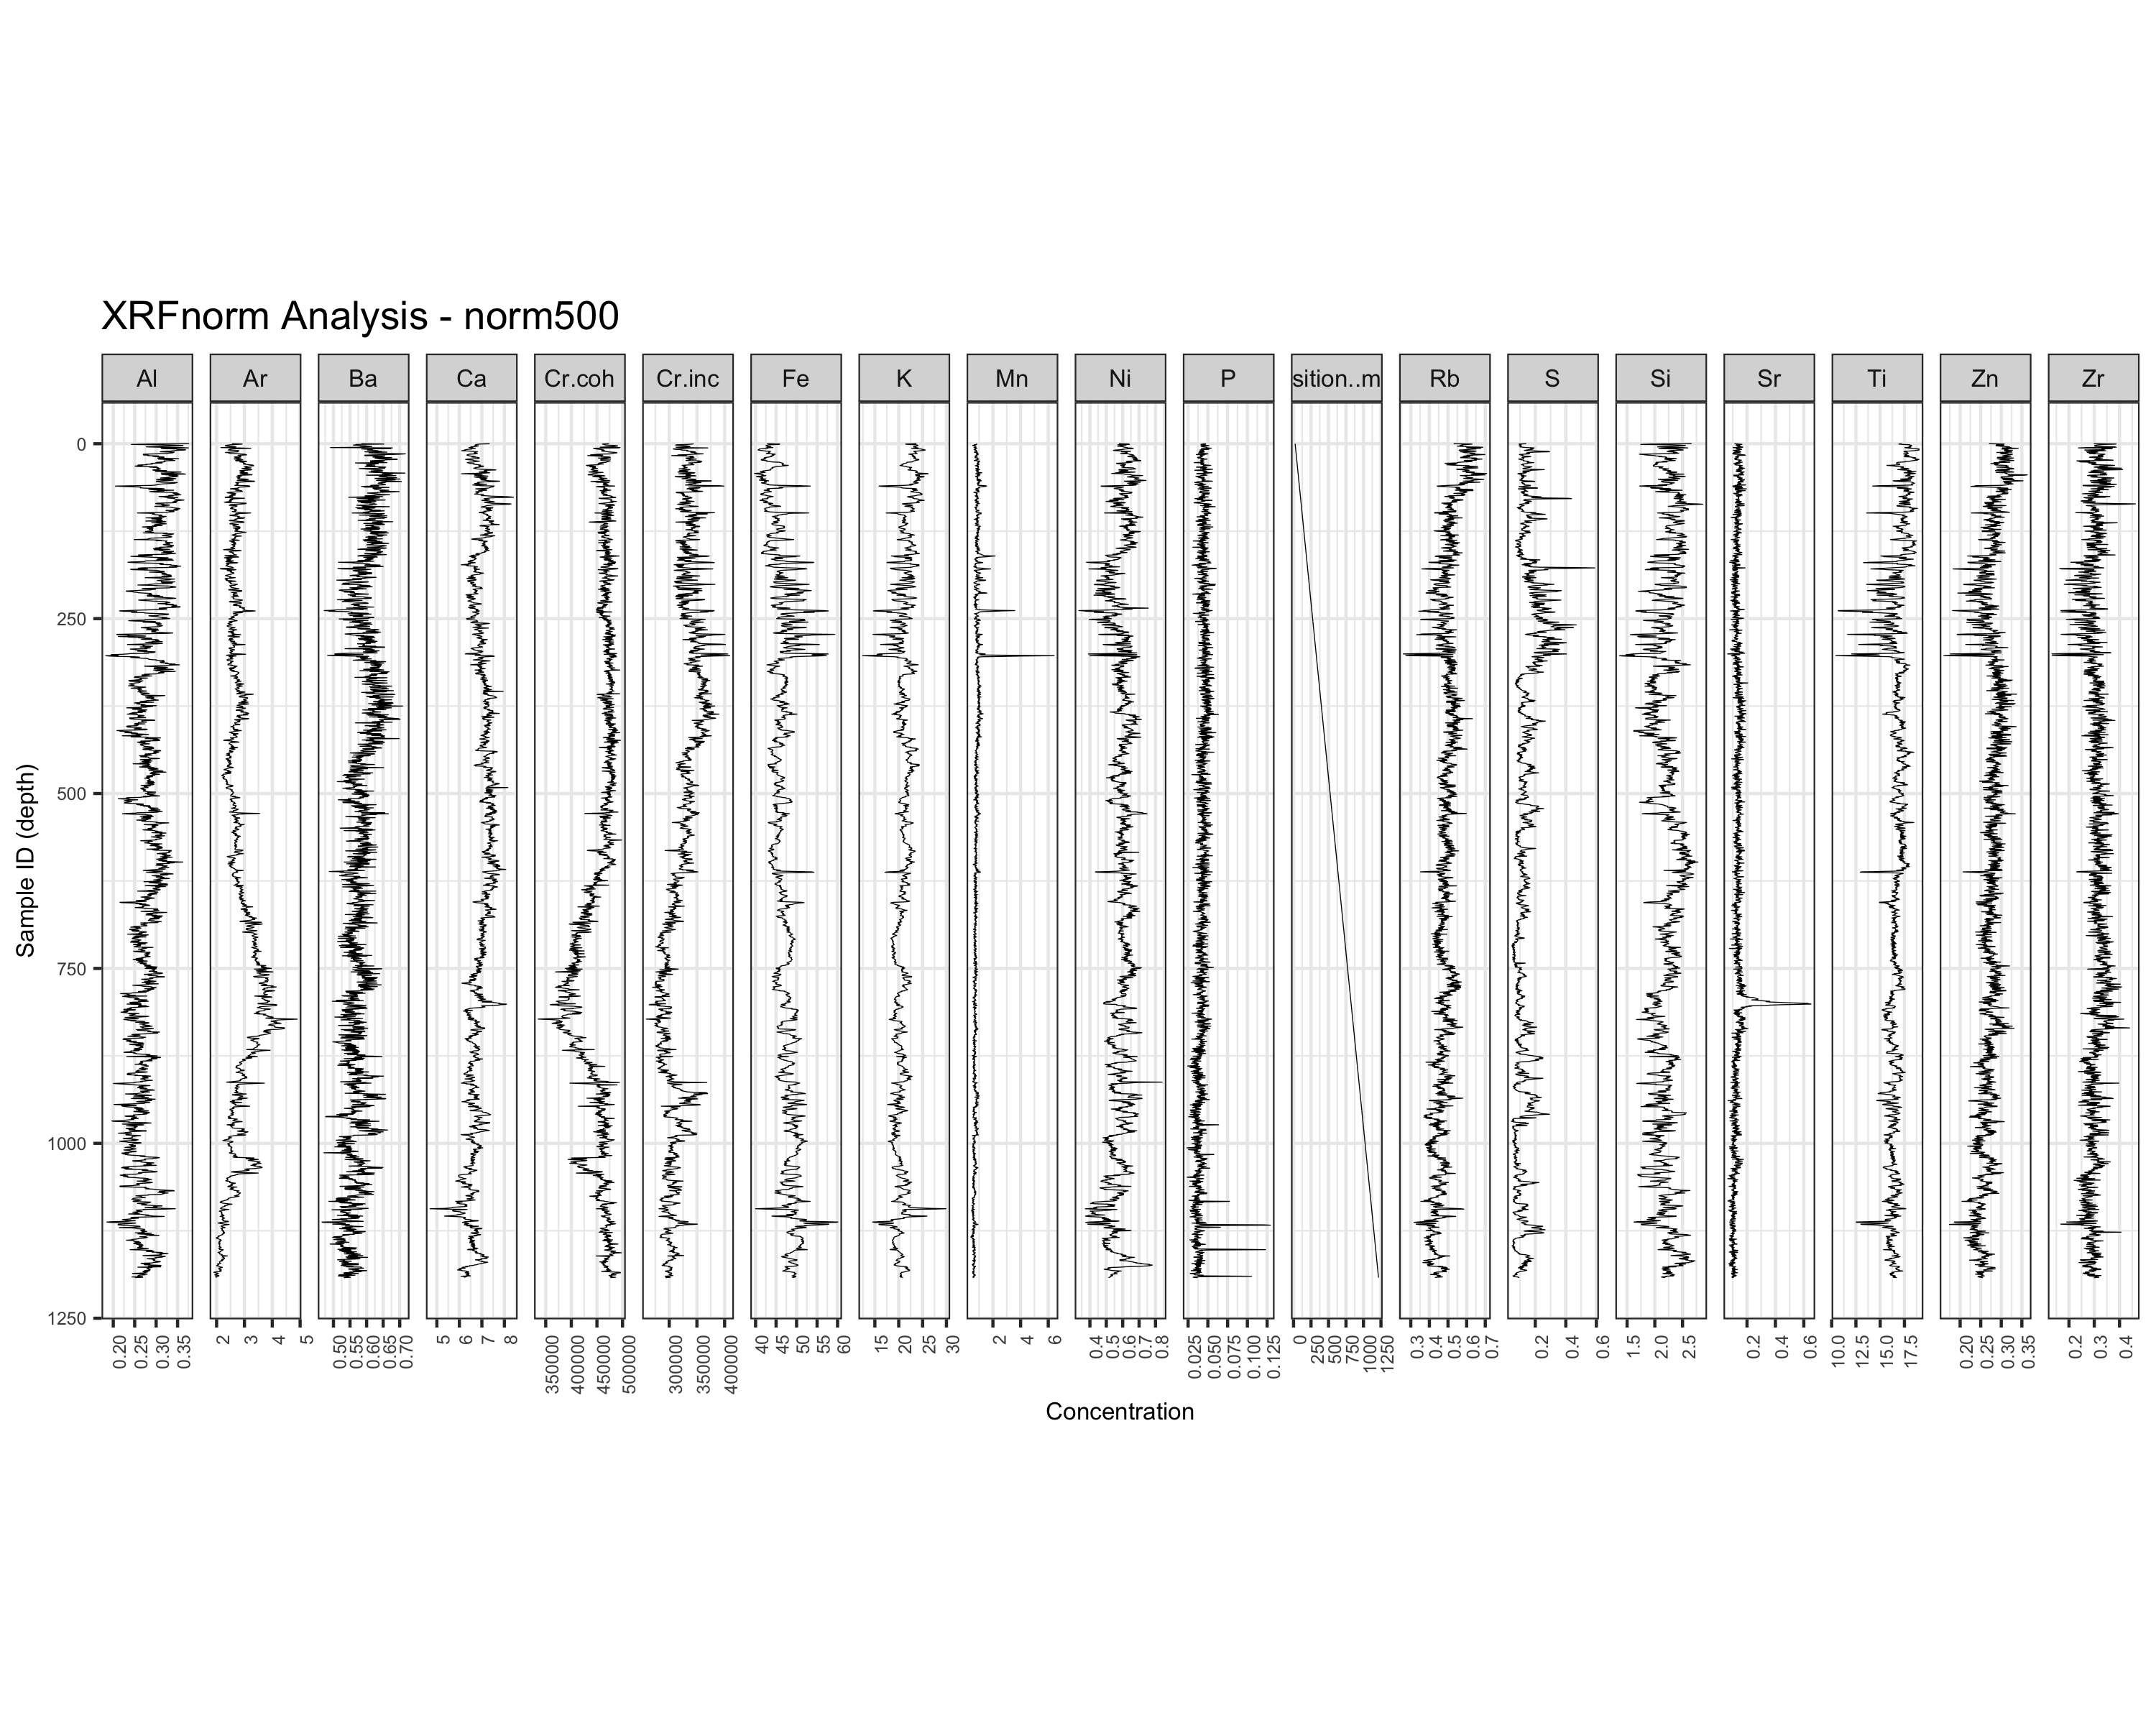 XRFnorm Analysis - norm500
Al Ar Ba Ca Cr.coh Cr.inc Fe K Mn Ni P sition..m Rb S Si Sr Ti Zn Zr
0
250
500
750
1000
1250
Sample ID (depth)
0.20 0.25 0.30 0.35 2 3 4 5 0.50 0.55 0.60 0.65 0.70 5 6 7 8 350000 400000 450000 500000 300000 350000 400000 40 45 50 55 60 15 20 25 30 2 4 6 0.4 0.5 0.6 0.7 0.8 0.025 0.050 0.075 0.100 0.125 0 250 500 750 1000 1250 0.3 0.4 0.5 0.6 0.7 0.2 0.4 0.6 1.5 2.0 2.5 0.2 0.4 0.6 10.0 12.5 15.0 17.5 0.20 0.25 0.30 0.35 0.2 0.3 0.4
Concentration